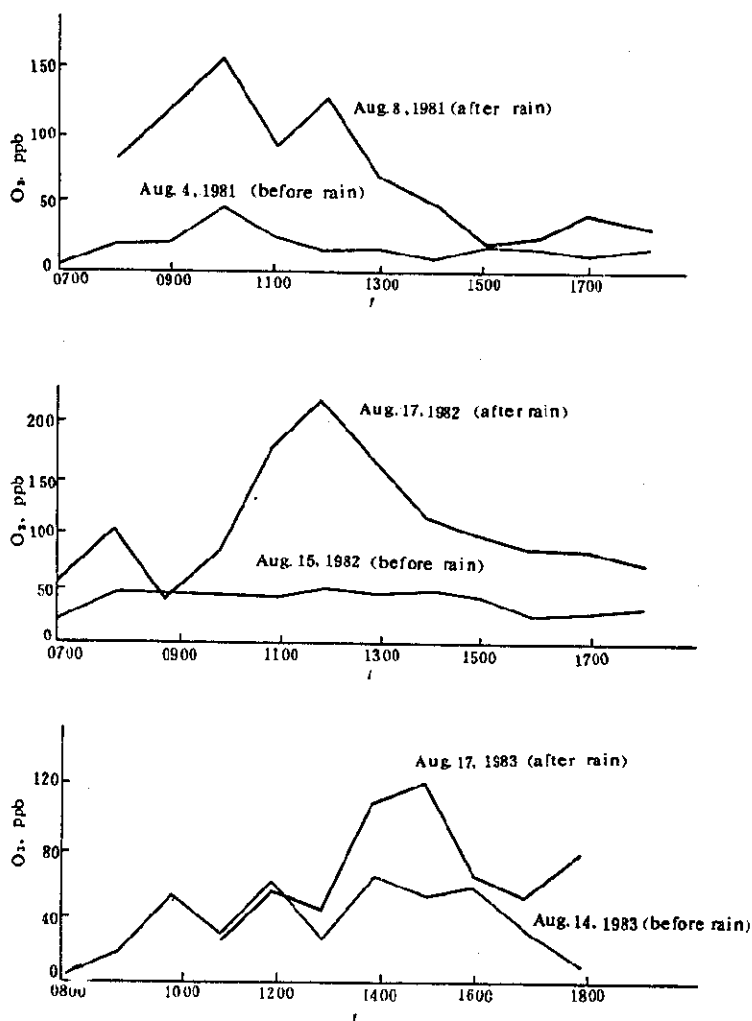 150
100
50
0
O₃, ppb
Aug. 8, 1981 (after rain)
Aug. 4, 1981 (before rain)
0700 0900 1100 1300 1500 1700
t
200
150
100
50
0
O₃, ppb
Aug. 17, 1982 (after rain)
Aug. 15, 1982 (before rain)
0700 0900 1100 1300 1500 1700
t
120
80
40
0
O₃, ppb
Aug. 17, 1983 (after rain)
Aug. 14, 1983 (before rain)
0800 1000 1200 1400 1600 1800
t